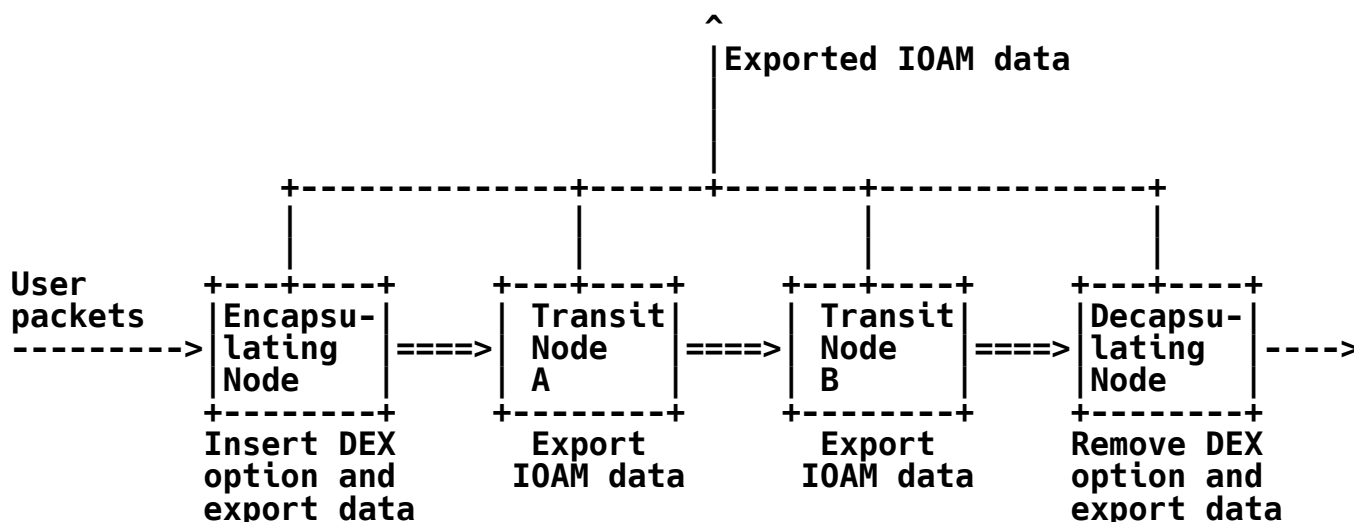 ^
|Exported IOAM data
|
|
|
+--------------+------+-------+--------------+
|              |              |              |
|              |              |              |
User          +---+----+     +---+----+     +---+----+     +---+----+
packets   |Encapsu-|     | Transit|     | Transit|     |Decapsu-|
--------->|lating  |====>| Node   |====>| Node   |====>|lating  |---->
|Node    |     | A      |     | B      |     |Node    |
+--------+     +--------+     +--------+     +--------+
Insert DEX       Export         Export      Remove DEX
option and      IOAM data      IOAM data    option and
export data                                 export data